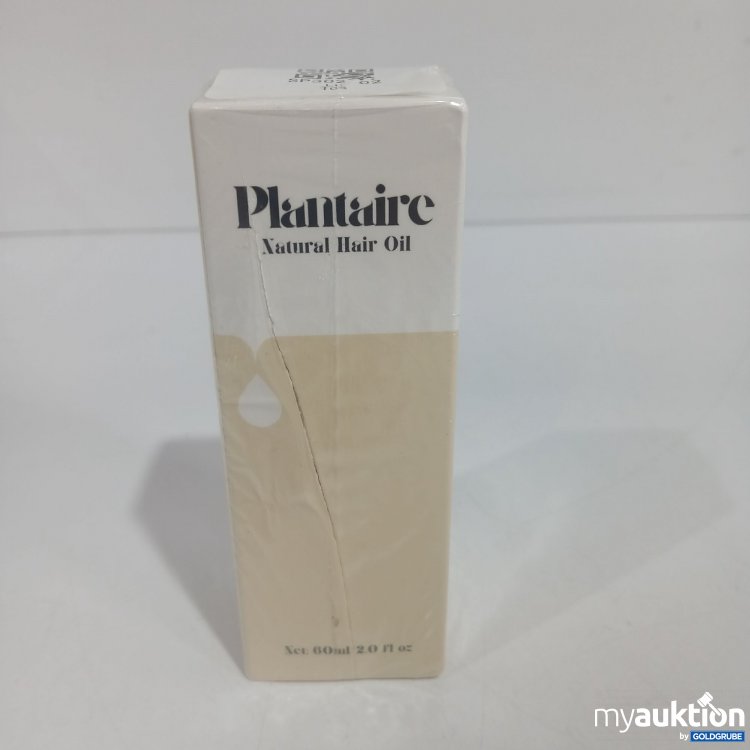 Plantaire
Natural Hair Oil
Net: 60ml 2.0 fl oz
myauktion
by GOLDGRUBE